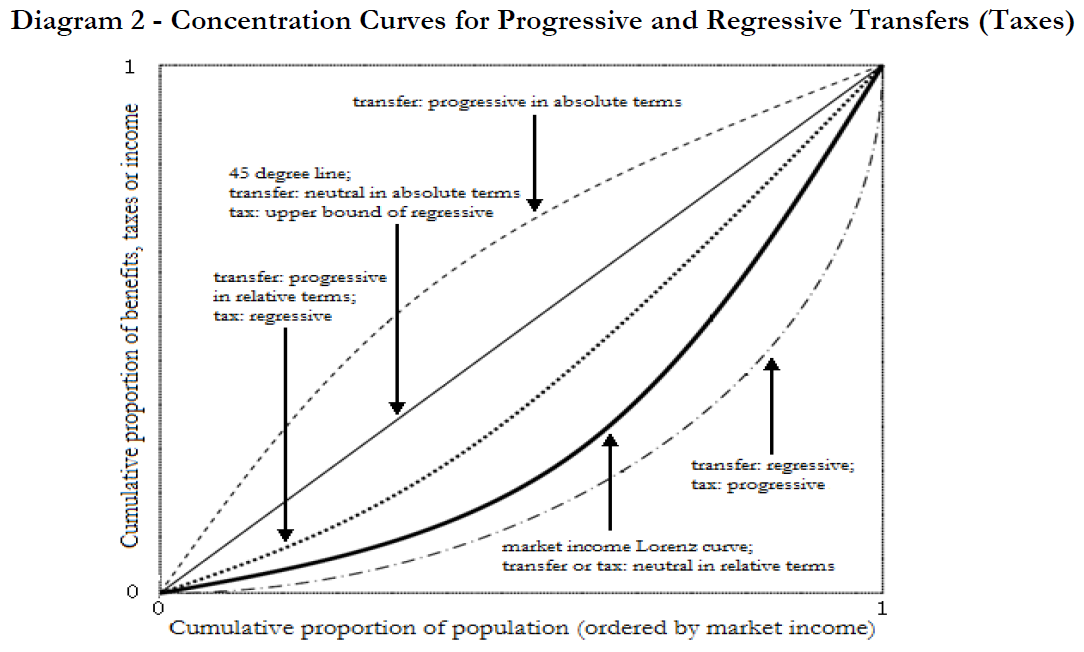 Diagram 2 - Concentration Curves for Progressive and Regressive Transfers (Taxes)
1
transfer: progressive in absolute terms
45 degree line;
transfer: neutral in absolute terms
tax: upper bound of regressive
transfer: progressive
in relative terms;
tax: regressive
Cumulative proportion of benefits, taxes or income
transfer: regressive;
tax: progressive
market income Lorenz curve;
transfer or tax: neutral in relative terms
0
0
1
Cumulative proportion of population (ordered by market income)